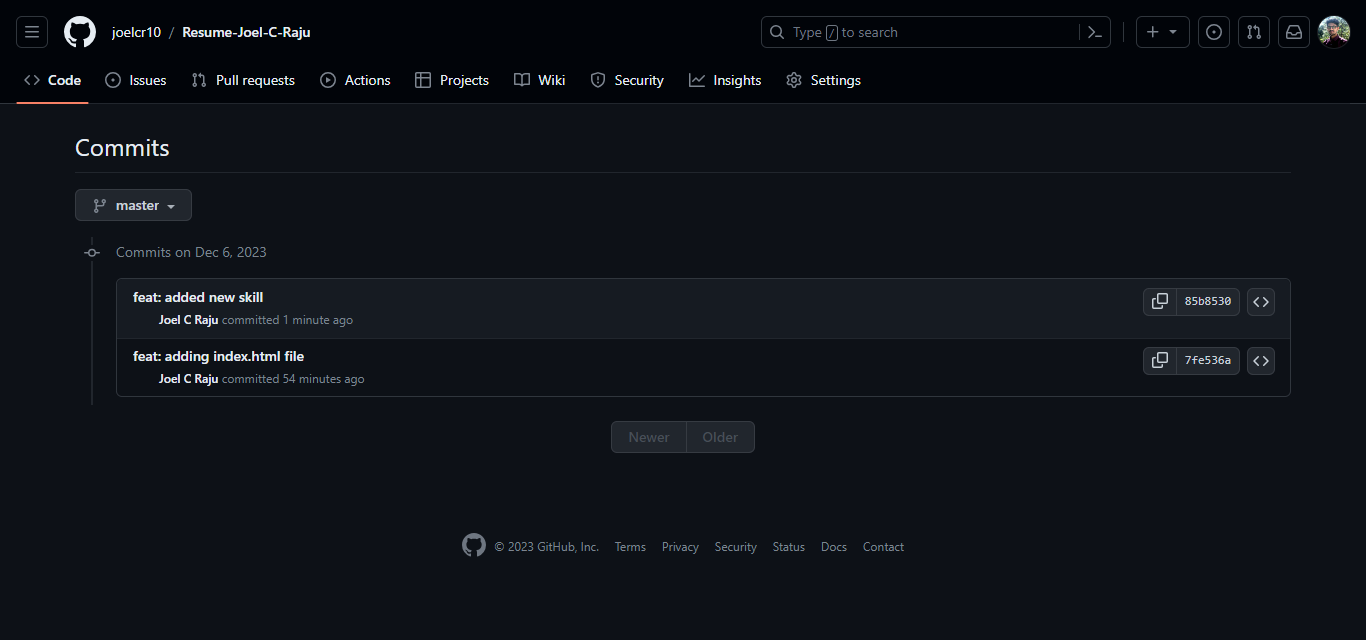 joelcr10 / Resume-Joel-C-Raju
Type / to search
Code Issues Pull requests Actions Projects Wiki Security Insights Settings
Commits
master
Commits on Dec 6, 2023
feat: added new skill
85b8530
Joel C Raju committed 1 minute ago
feat: adding index.html file
7fe536a
Joel C Raju committed 54 minutes ago
Newer Older
© 2023 GitHub, Inc. Terms Privacy Security Status Docs Contact